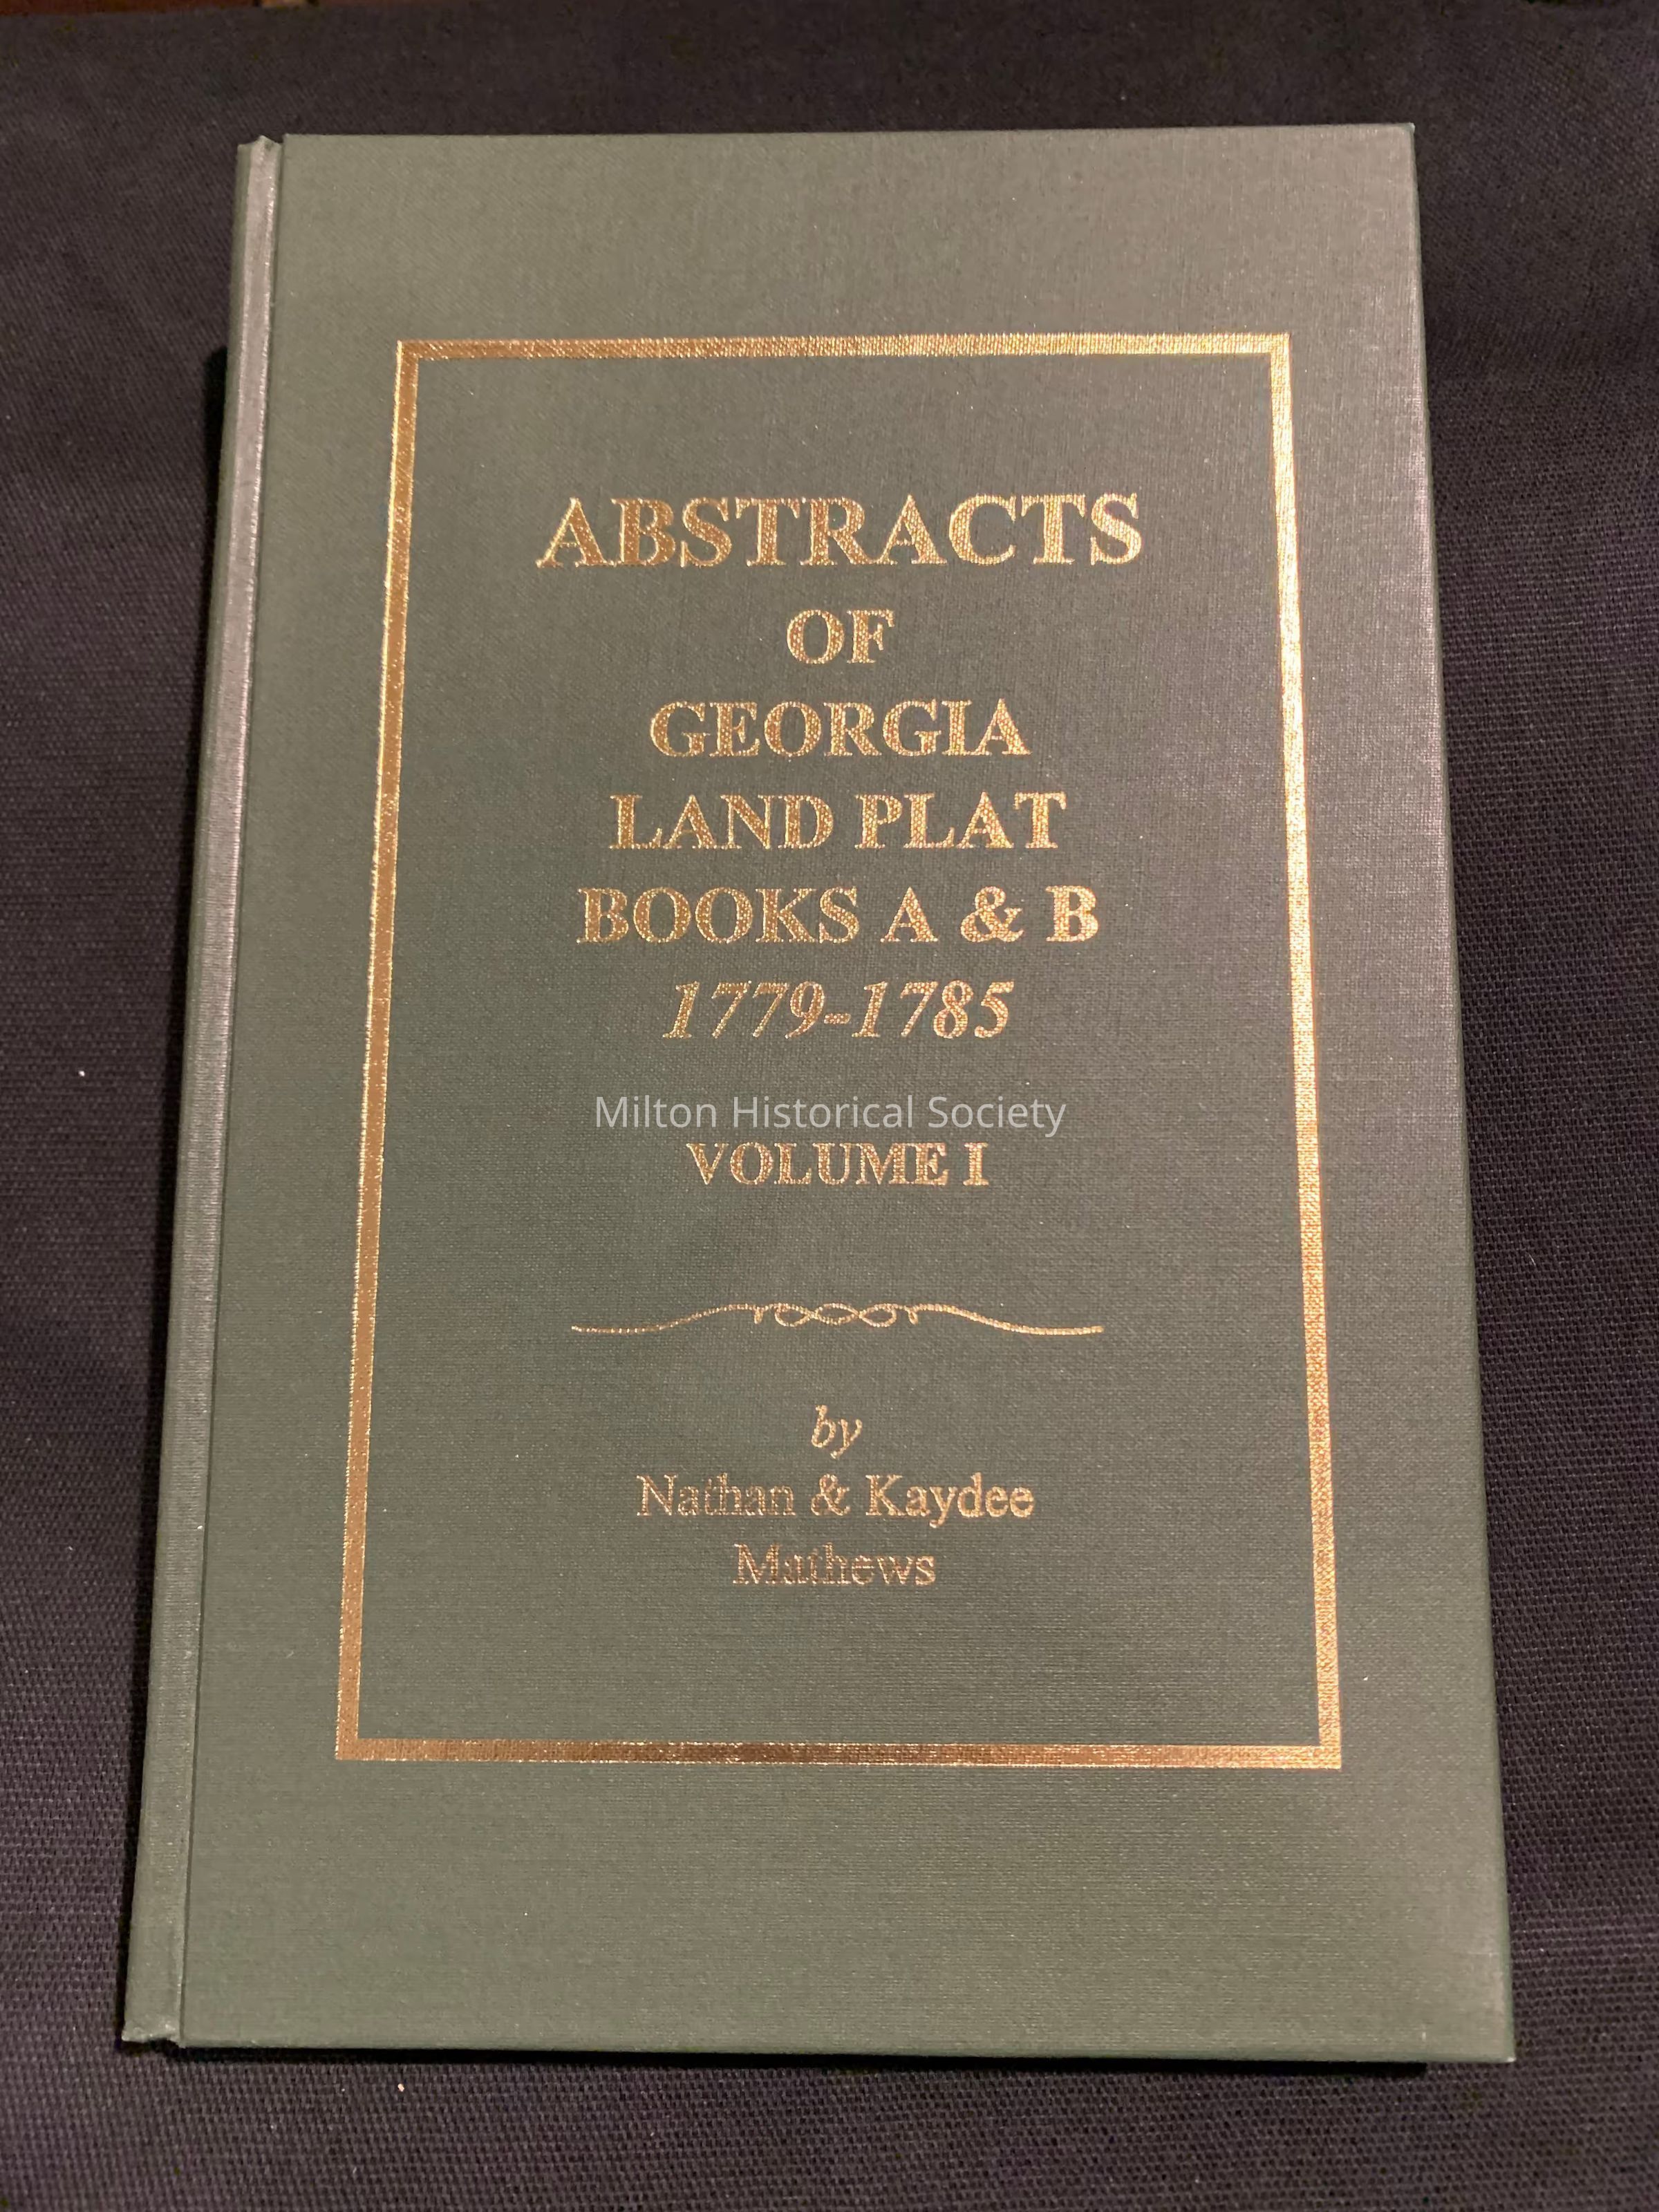 ABSTRACTS
OF
GEORGIA
LAND PLAT
BOOKS A & B
1779-1785
Milton Historical Society
VOLUME I
by
Nathan & Kaydee
Mathews